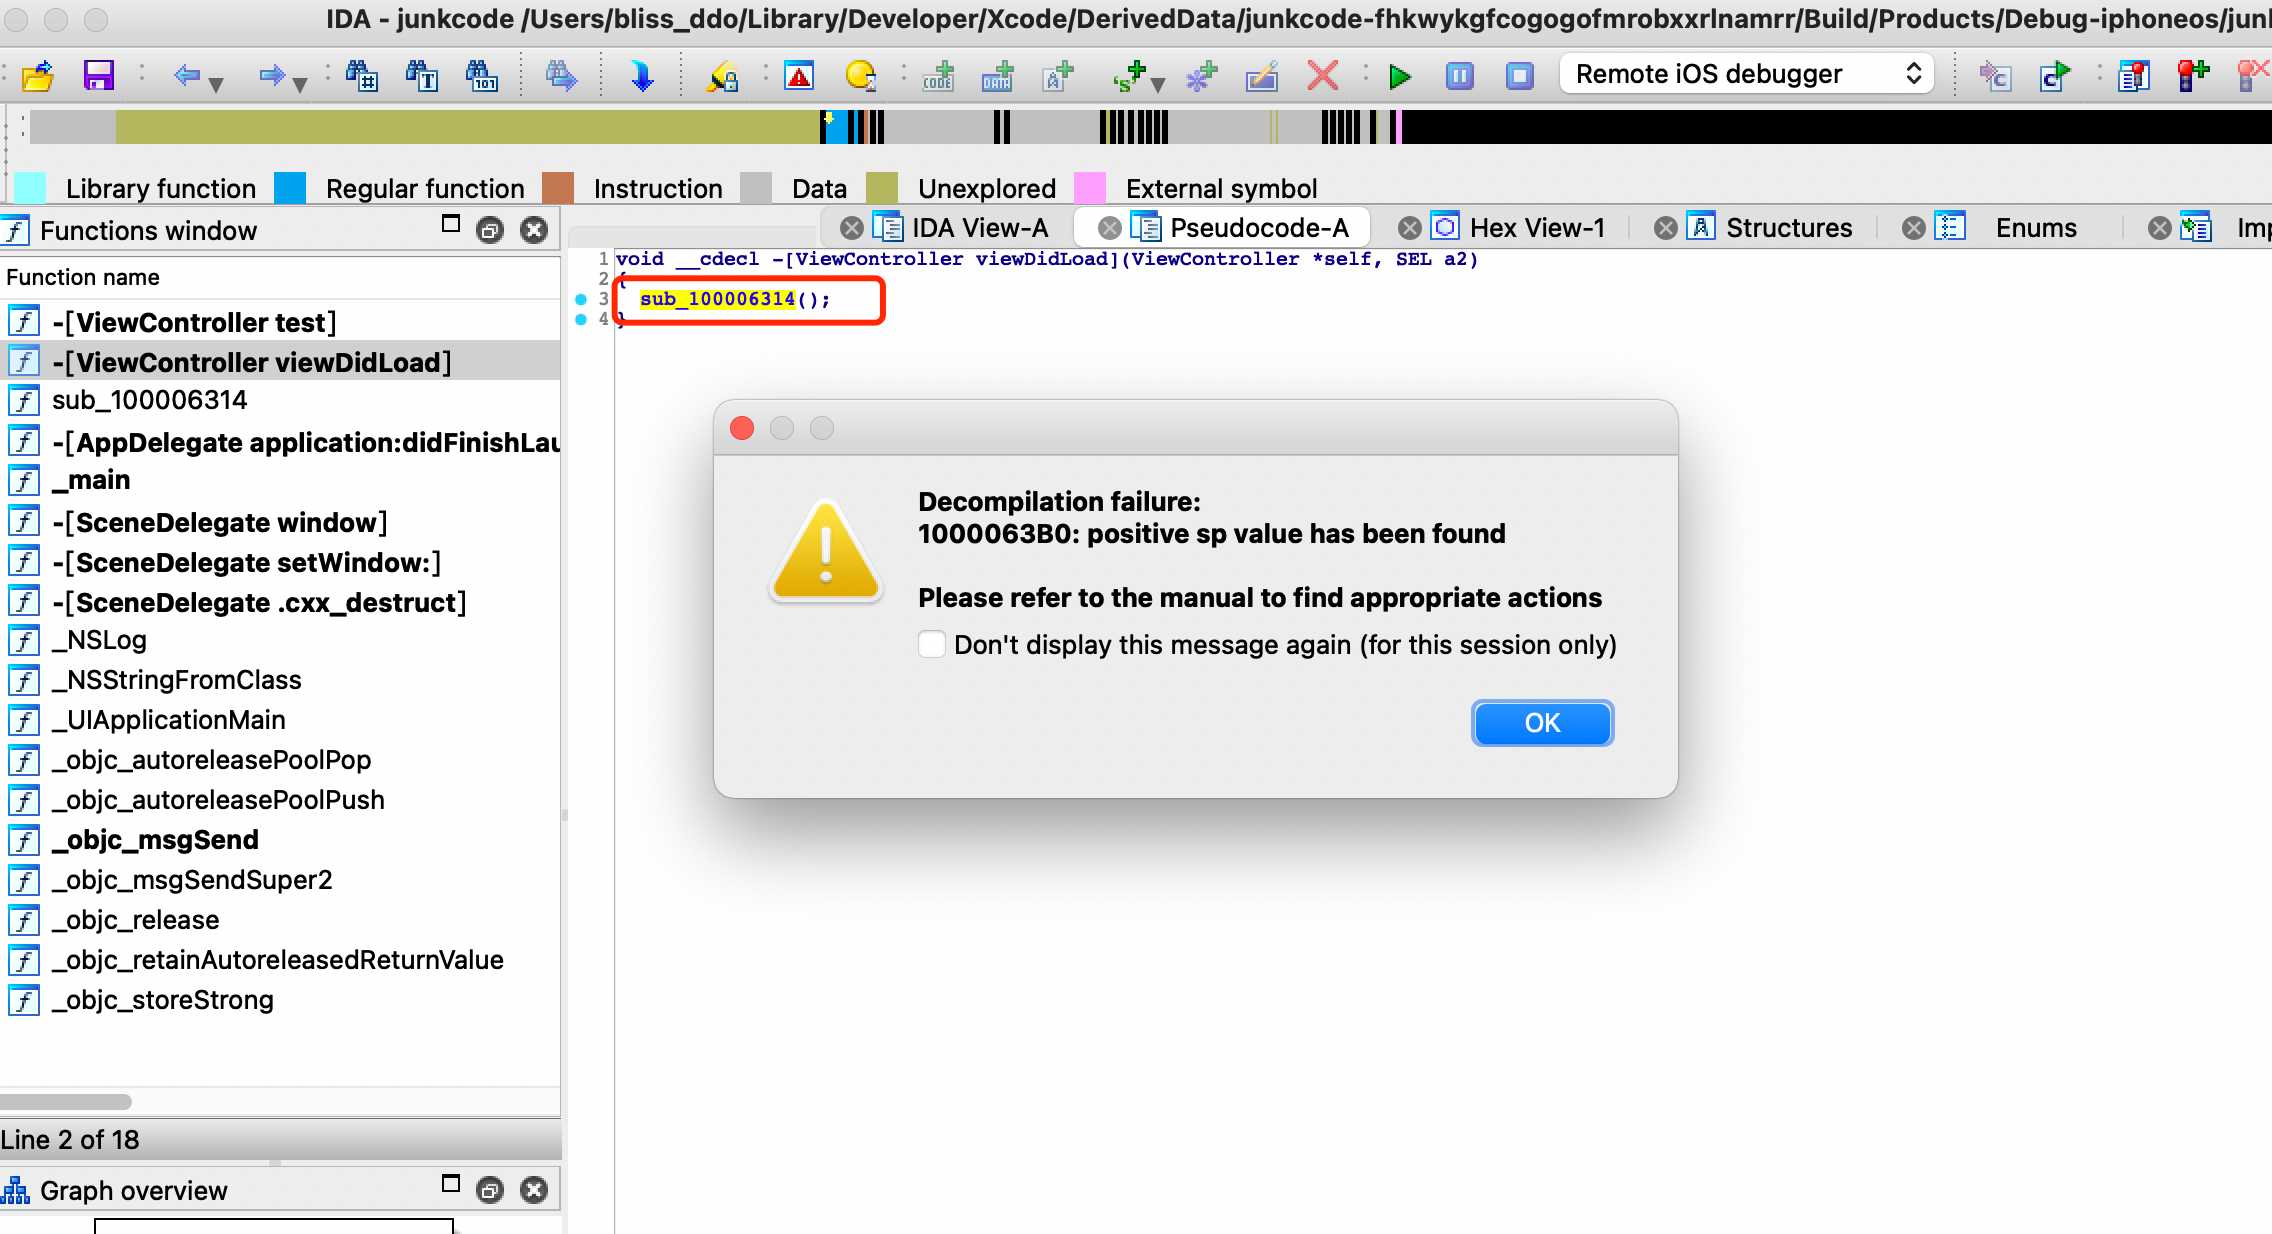 IDA - junkcode /Users/bliss_ddo/Library/Developer/Xcode/DerivedData/junkcode-fhkwykgfcogogofmrobxxrlnamrr/Build/Products/Debug-iphoneos/junk
Remote iOS debugger
Library function Regular function Instruction Data Unexplored External symbol
Functions window
IDA View-A Pseudocode-A Hex View-1 Structures Enums Imp
Function name
-[ViewController test]
-[ViewController viewDidLoad]
sub_100006314
-[AppDelegate application:didFinishLau
_main
-[SceneDelegate window]
-[SceneDelegate setWindow:]
-[SceneDelegate .cxx_destruct]
_NSLog
_NSStringFromClass
_UIApplicationMain
_objc_autoreleasePoolPop
_objc_autoreleasePoolPush
_objc_msgSend
_objc_msgSendSuper2
_objc_release
_objc_retainAutoreleasedReturnValue
_objc_storeStrong
Line 2 of 18
Graph overview
1 void __cdecl -[ViewController viewDidLoad](ViewController *self, SEL a2)
2 {
3 sub_100006314();
4 }
Decompilation failure:
1000063B0: positive sp value has been found
Please refer to the manual to find appropriate actions
Don't display this message again (for this session only)
OK